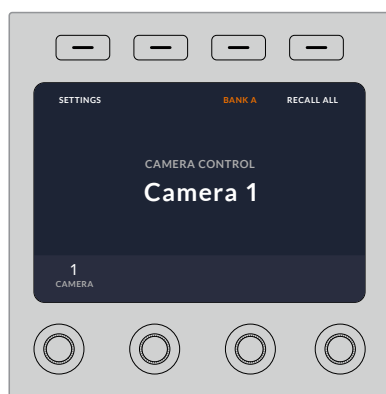 SETTINGS BANK A RECALL ALL
CAMERA CONTROL
Camera 1
1
CAMERA